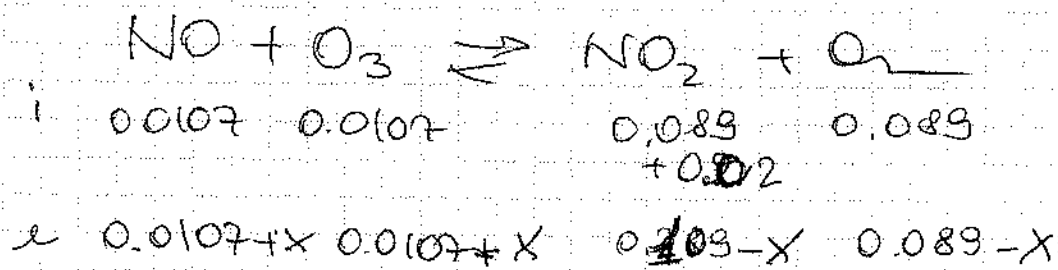 NO + O3 ⇌ NO2 + O2
i 0.0107 0.0107 0.089 0.089
+0.02
e 0.0107+x 0.0107+x 0.109-x 0.089-x